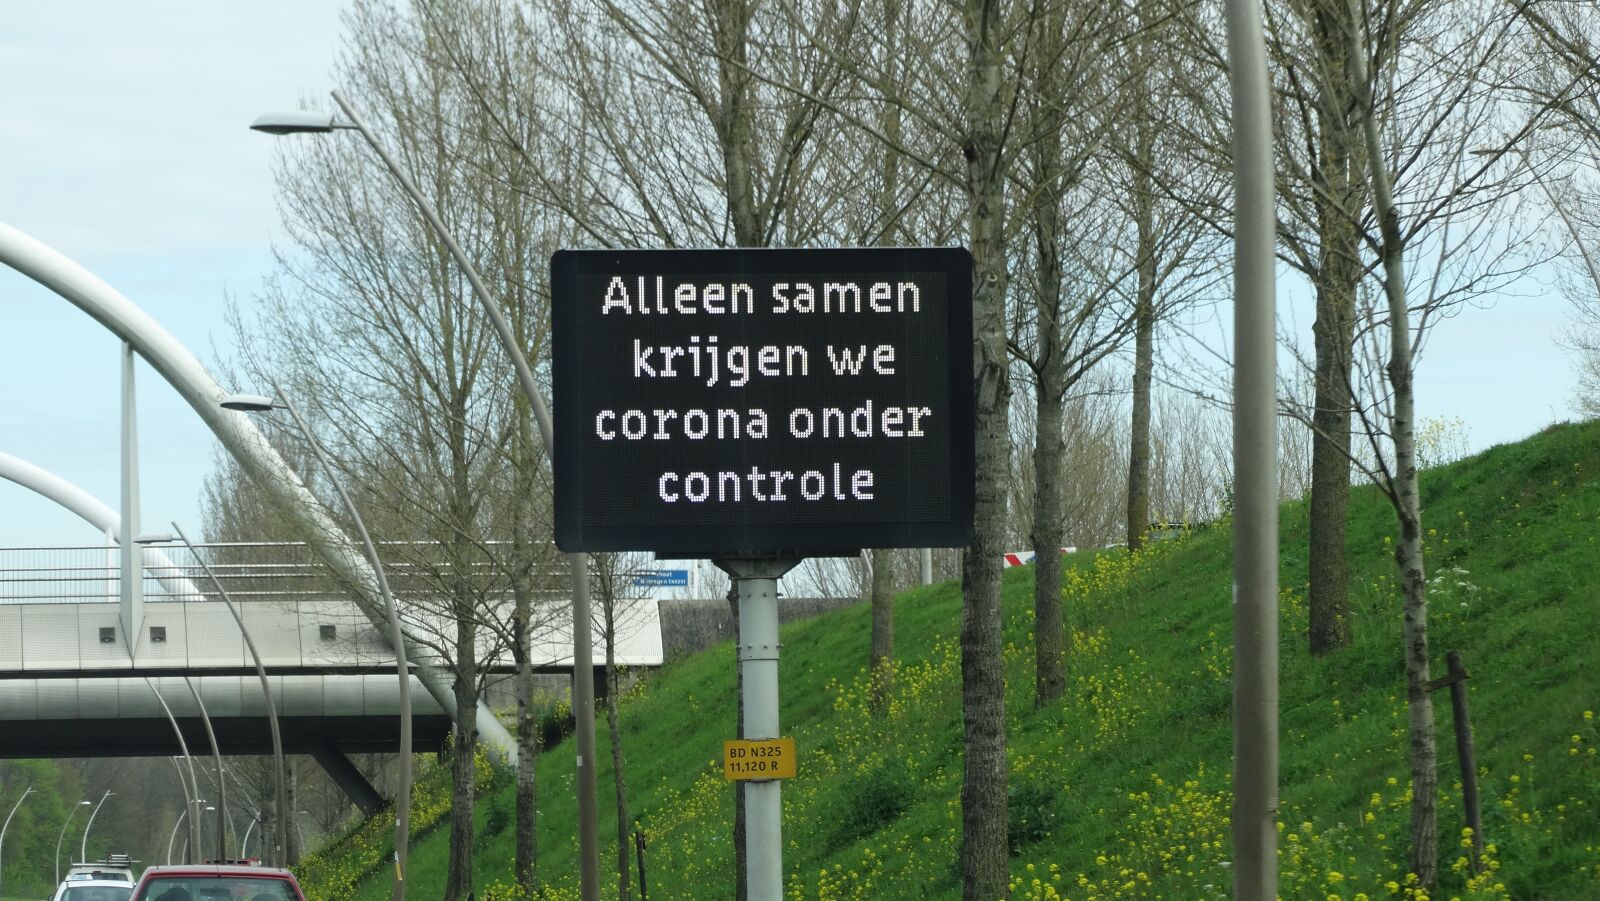 Alleen samen
krijgen we
corona onder
controle
BD N325
11,120 R